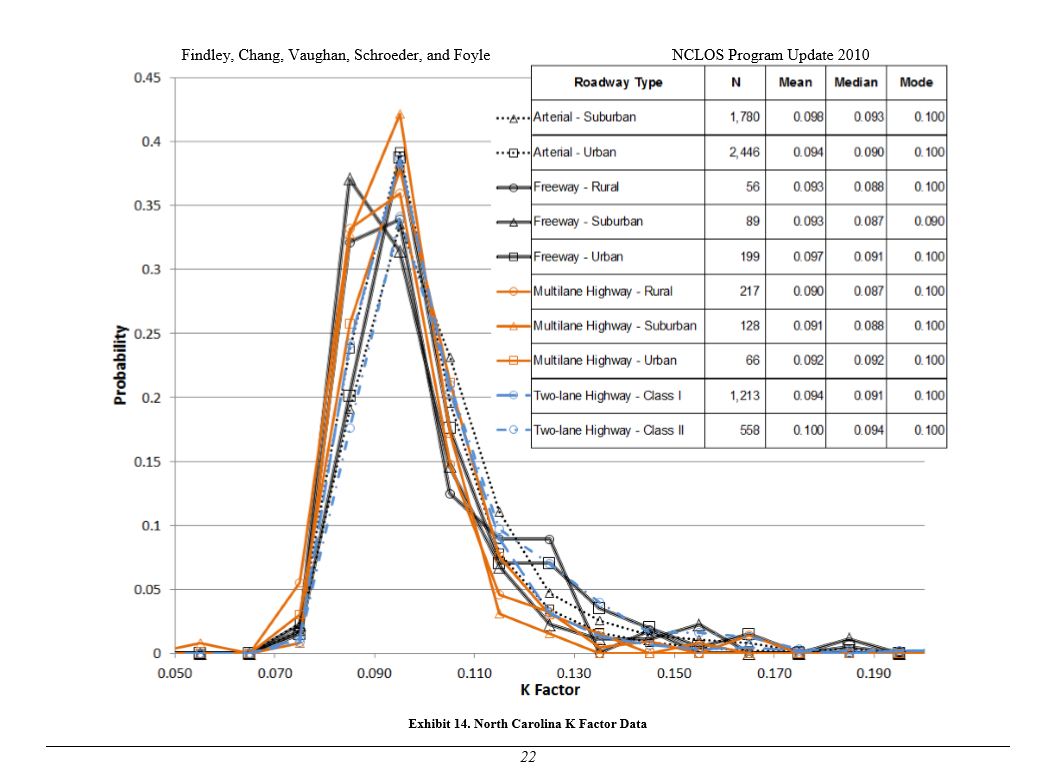 Findley, Chang, Vaughan, Schroeder, and Foyle NCLOS Program Update 2010
Roadway Type N Mean Median Mode
Arterial - Suburban 1,780 0.098 0.093 0.100
Arterial - Urban 2,446 0.094 0.090 0.100
Freeway - Rural 56 0.093 0.088 0.100
Freeway - Suburban 89 0.093 0.087 0.090
Freeway - Urban 199 0.097 0.091 0.100
Multilane Highway - Rural 217 0.090 0.087 0.100
Multilane Highway - Suburban 128 0.091 0.088 0.100
Multilane Highway - Urban 66 0.092 0.092 0.100
Two-lane Highway - Class I 1,213 0.094 0.091 0.100
Two-lane Highway - Class II 558 0.100 0.094 0.100
Probability
0.45
0.4
0.35
0.3
0.25
0.2
0.15
0.1
0.05
0
0.050 0.070 0.090 0.110 0.130 0.150 0.170 0.190
K Factor
Exhibit 14. North Carolina K Factor Data
22